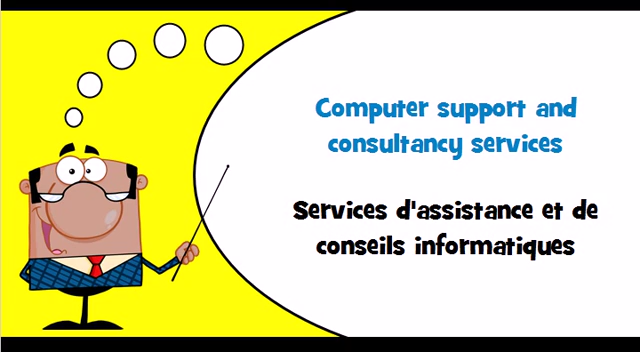 Computer support and
consultancy services
Services d'assistance et de
conseils informatiques